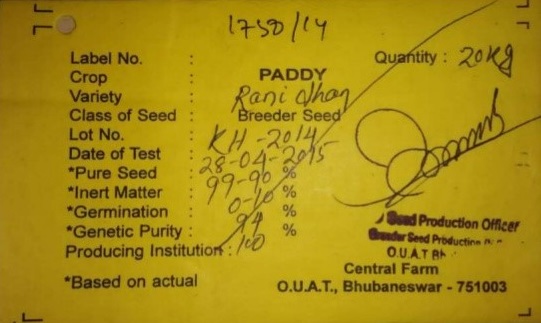 1750/14
Label No. : Quantity : 20Kg
Crop : PADDY
Variety : Rani dhan
Class of Seed : Breeder Seed
Lot No. : KH-2014
Date of Test : 28-04-2015
*Pure Seed : 99-90 %
*Inert Matter : 0-10 %
*Germination : 94 %
*Genetic Purity : 100 %
Seed Production Officer
Breeder Seed Production
O.U.A.T
Producing Institution :
Central Farm
*Based on actual O.U.A.T., Bhubaneswar - 751003